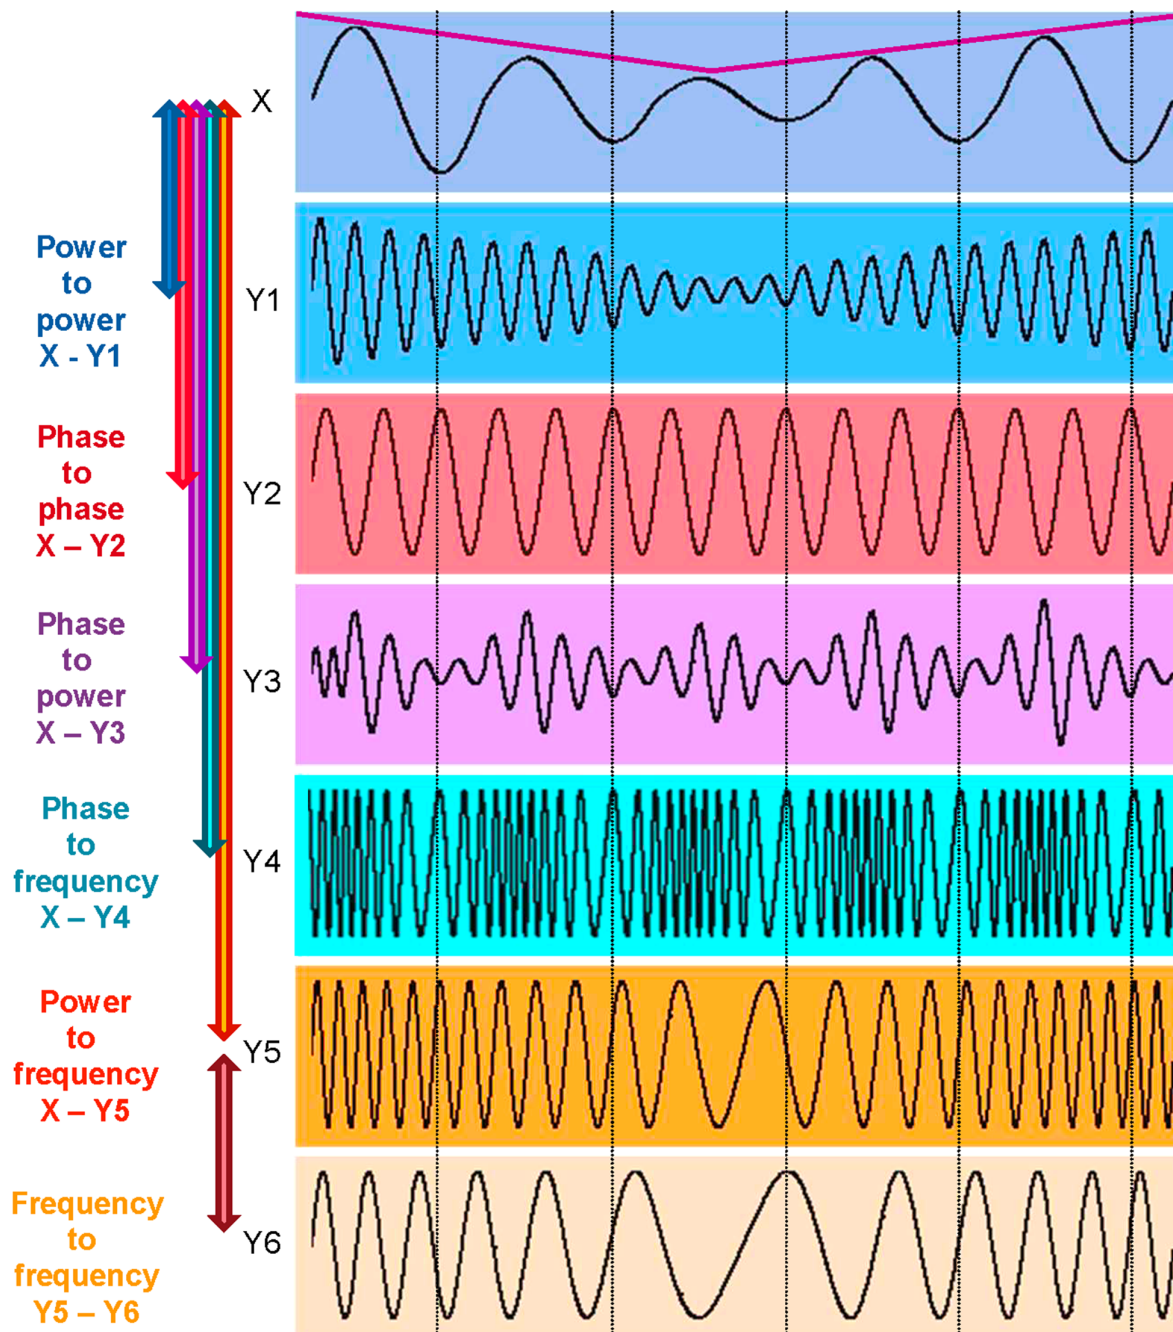 X
Power
to
power
X - Y1
Y1
Phase
to
phase
X – Y2
Y2
Phase
to
power
X – Y3
Y3
Phase
to
frequency
X – Y4
Y4
Power
to
frequency
X – Y5
Y5
Frequency
to
frequency
Y5 – Y6
Y6